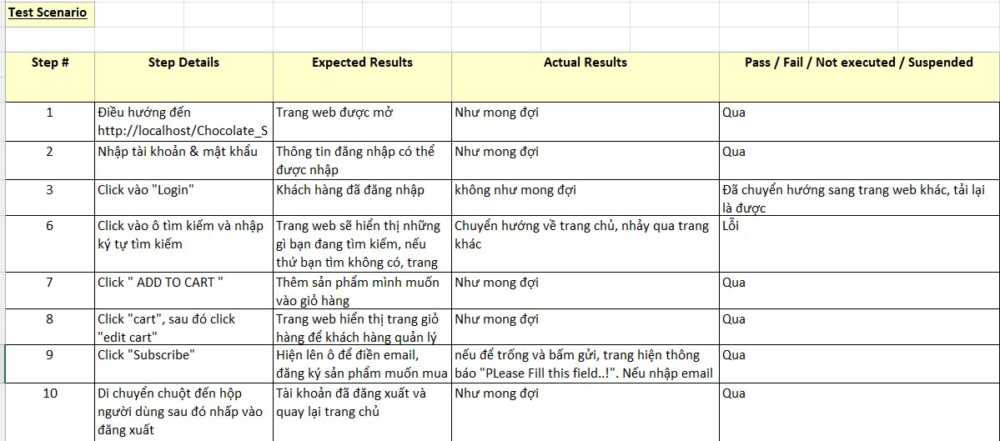 Test Scenario
Step #
Step Details
Expected Results
Actual Results
Pass / Fail / Not executed / Suspended
1
Điều hướng đến
http://localhost/Chocolate_S
Trang web được mở
Như mong đợi
Qua
2
Nhập tài khoản & mật khẩu
Thông tin đăng nhập có thể
được nhập
Như mong đợi
Qua
3
Click vào "Login"
Khách hàng đã đăng nhập
không như mong đợi
Đã chuyển hướng sang trang web khác, tải lại
là được
6
Click vào ô tìm kiếm và nhập
ký tự tìm kiếm
Trang web sẽ hiển thị những
gì bạn đang tìm kiếm, nếu
thứ bạn tìm không có, trang
Chuyển hướng về trang chủ, nhảy qua trang
khác
Lỗi
7
Click " ADD TO CART "
Thêm sản phẩm mình muốn
vào giỏ hàng
Như mong đợi
Qua
8
Click "cart", sau đó click
"edit cart"
Trang web hiển thị trang giỏ
hàng để khách hàng quản lý
Như mong đợi
Qua
9
Click "Subscribe"
Hiện lên ô để điền email,
đăng ký sản phẩm muốn mua
nếu để trống và bấm gửi, trang hiện thông
báo "PLease Fill this field..!". Nếu nhập email
Qua
10
Di chuyển chuột đến hộp
người dùng sau đó nhấp vào
đăng xuất
Tài khoản đã đăng xuất và
quay lại trang chủ
Như mong đợi
Qua